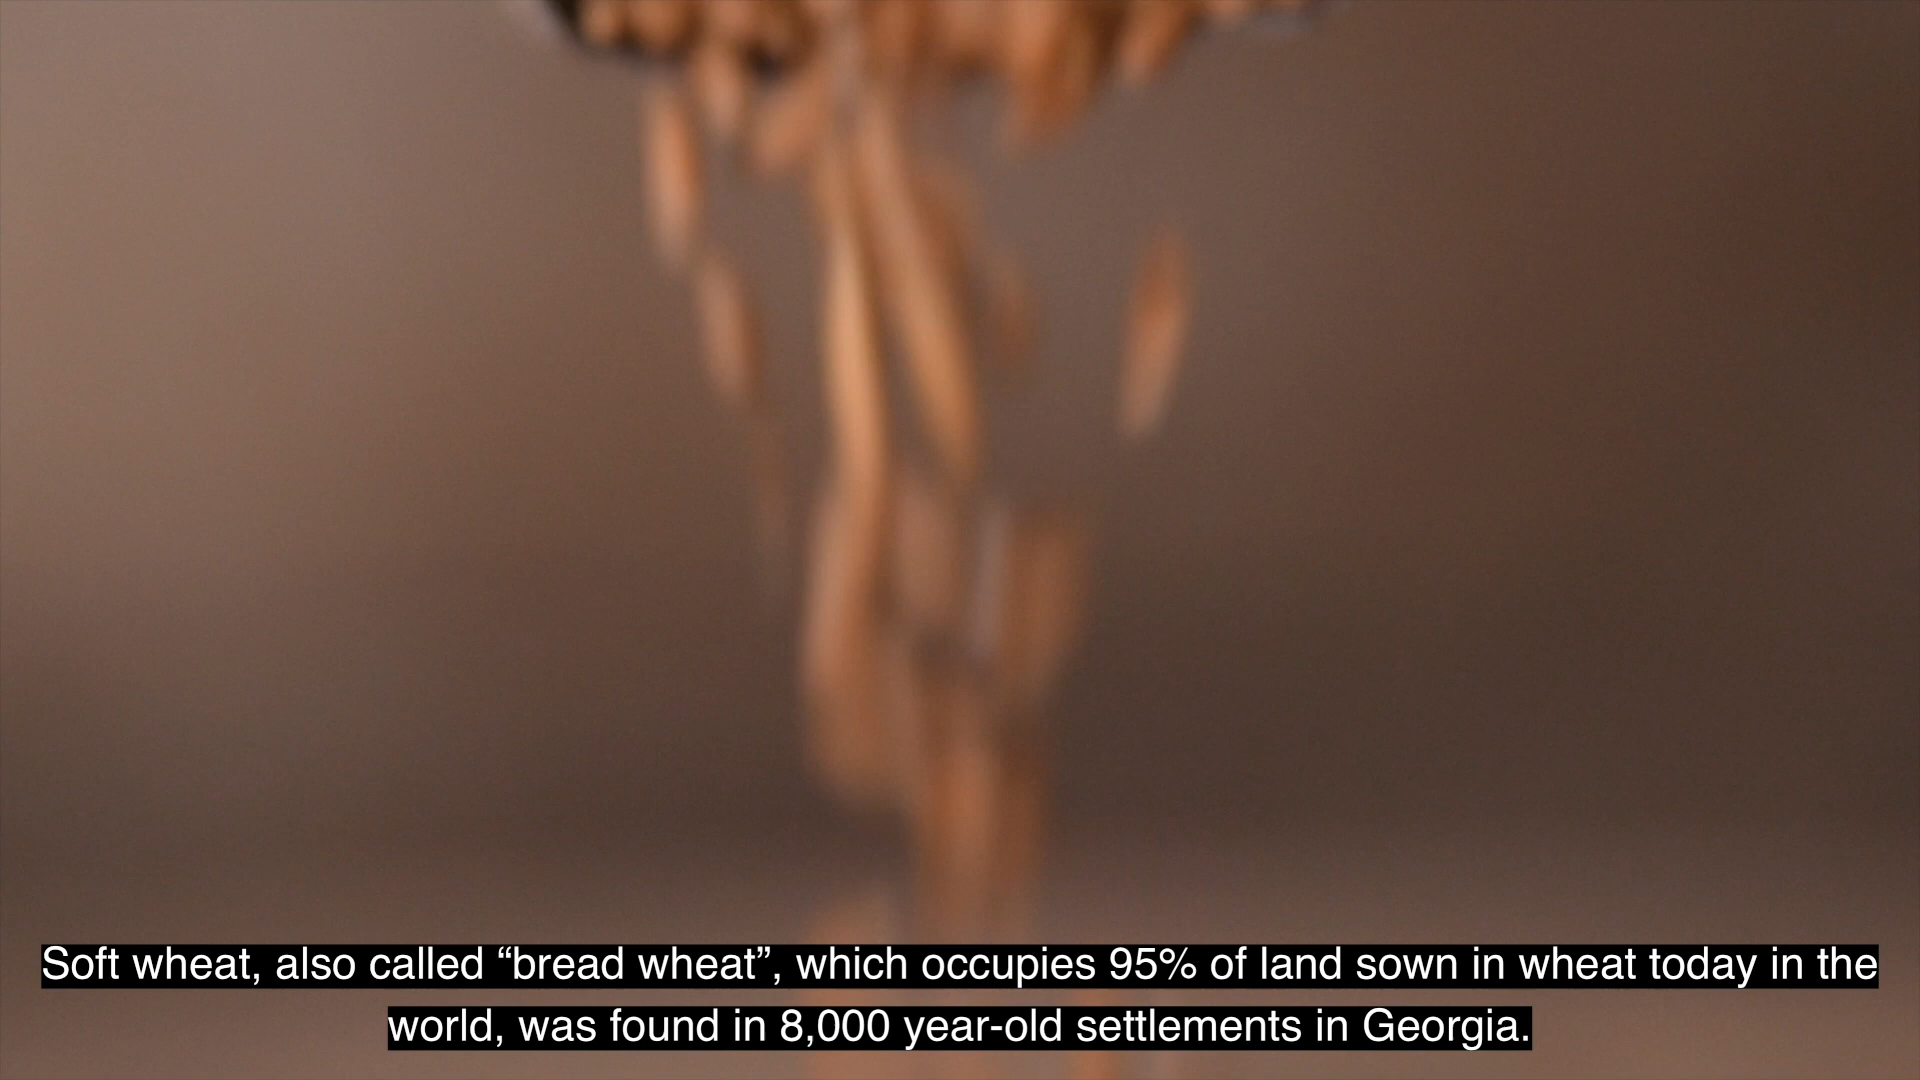 Soft wheat, also called “bread wheat”, which occupies 95% of land sown in wheat today in the
world, was found in 8,000 year-old settlements in Georgia.